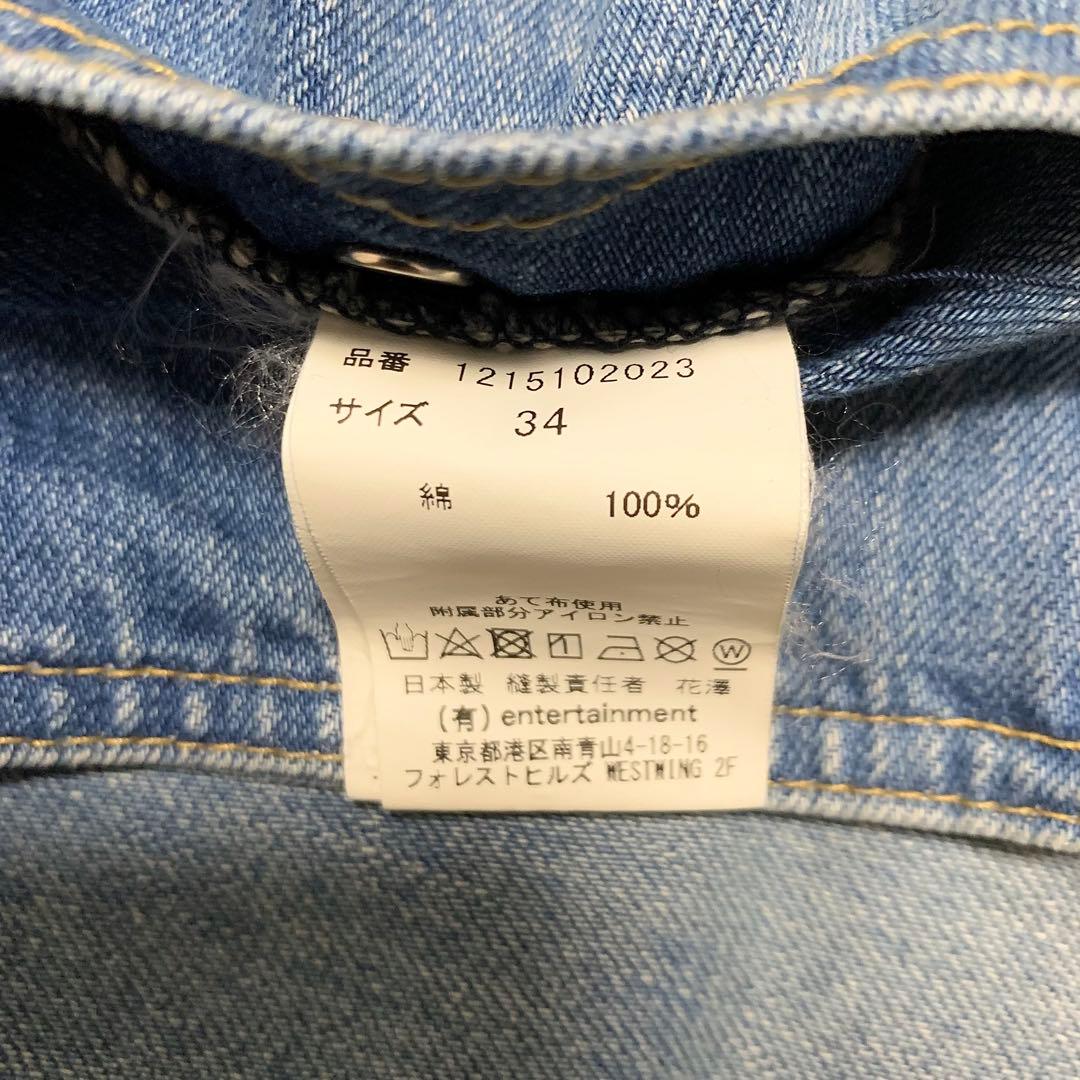 品番 1215102023
サイズ 34
綿 100%
あて布使用
附属部分アイロン禁止
W
日本製 縫製責任者 花澤
(有) entertainment
東京都港区南青山4-18-16
フォレストヒルズ WESTWING 2F